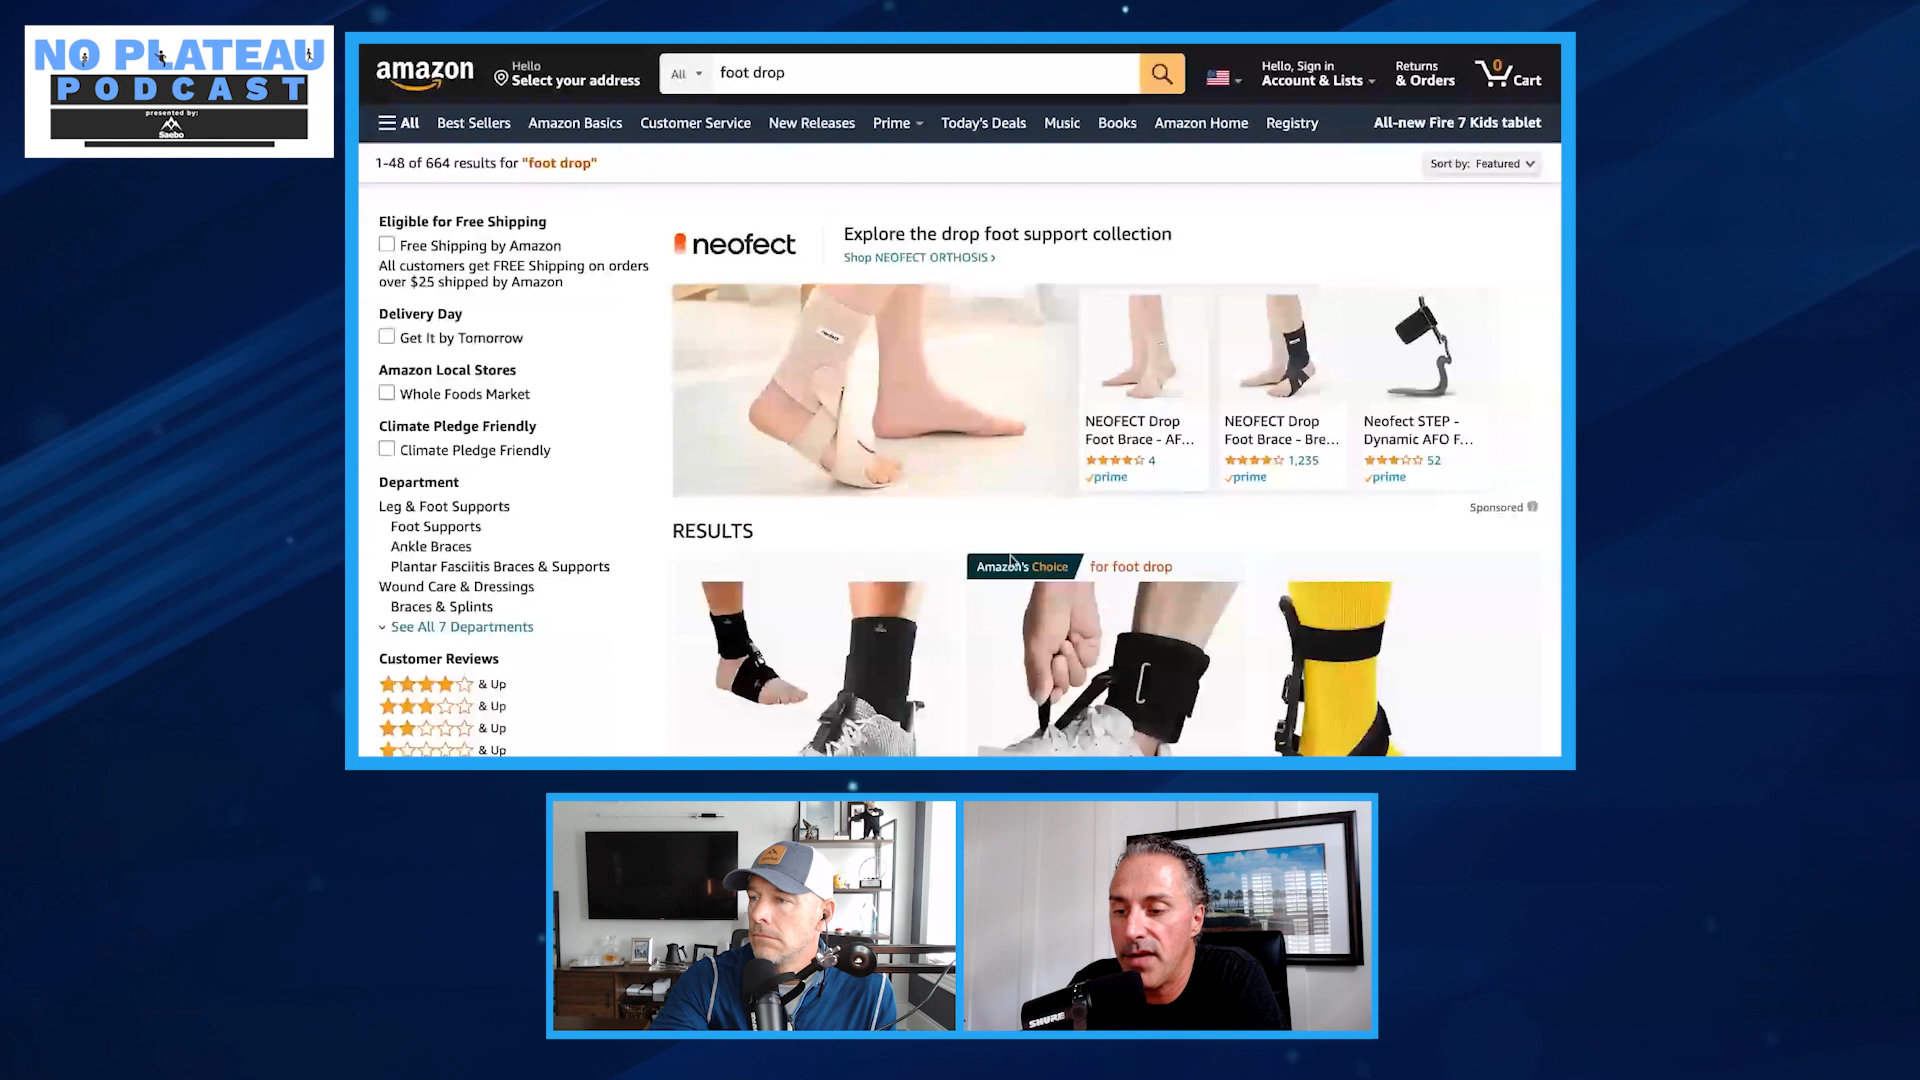 NO PLATEAU
PODCAST
presented by:
Saebo
amazon
Hello
Select your address
All
foot drop
Hello, Sign in
Account & Lists
Returns
& Orders
0
Cart
All
Best Sellers
Amazon Basics
Customer Service
New Releases
Prime
Today's Deals
Music
Books
Amazon Home
Registry
All-new Fire 7 Kids tablet
1-48 of 664 results for "foot drop"
Sort by: Featured
Eligible for Free Shipping
Free Shipping by Amazon
All customers get FREE Shipping on orders
over $25 shipped by Amazon
Delivery Day
Get It by Tomorrow
Amazon Local Stores
Whole Foods Market
Climate Pledge Friendly
Climate Pledge Friendly
Department
Leg & Foot Supports
Foot Supports
Ankle Braces
Plantar Fasciitis Braces & Supports
Wound Care & Dressings
Braces & Splints
See All 7 Departments
Customer Reviews
& Up
& Up
& Up
& Up
neofect
Explore the drop foot support collection
Shop NEOFECT ORTHOSIS ›
NEOFECT Drop
Foot Brace - AF...
4
prime
NEOFECT Drop
Foot Brace - Bre...
1,235
prime
Neofect STEP -
Dynamic AFO F...
52
prime
Sponsored
RESULTS
Amazon's Choice
for foot drop
SHURE
SHURE